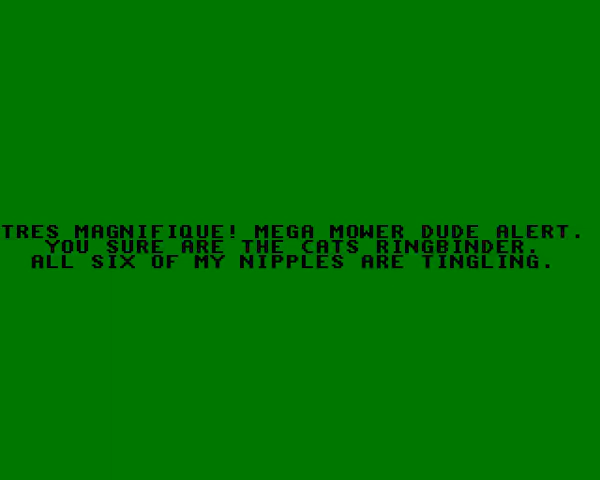 TRES MAGNIFIQUE! MEGA MOWER DUDE ALERT.
YOU SURE ARE THE CATS RINGBINDER.
ALL SIX OF MY NIPPLES ARE TINGLING.